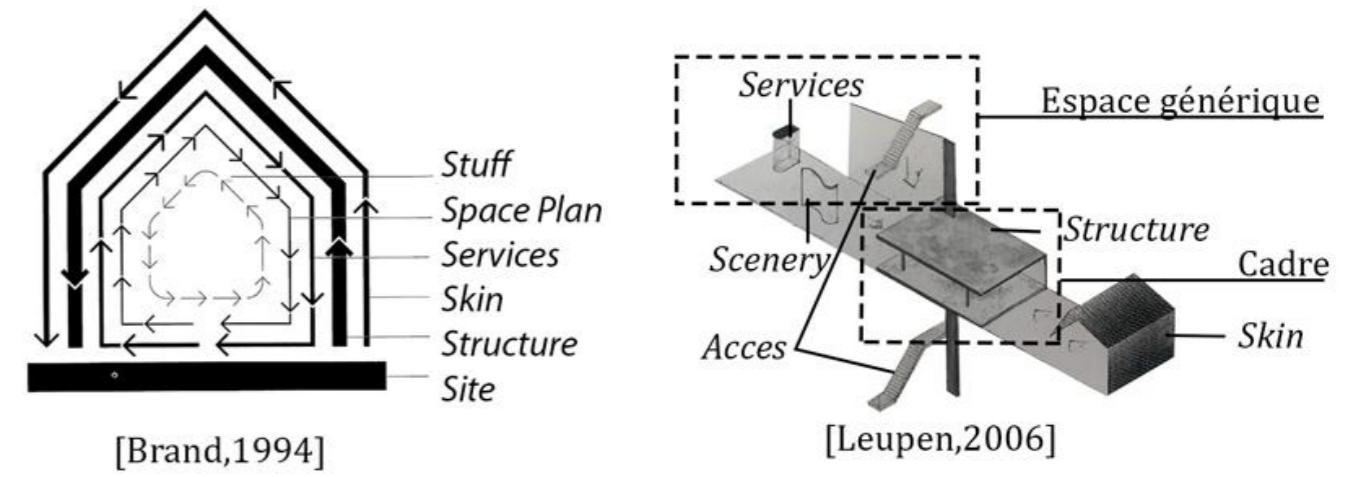 Stuff
Space Plan
Services
Skin
Structure
Site
[Brand,1994]
Services
Espace générique
Structure
Scenery
Cadre
Acces
Skin
[Leupen,2006]